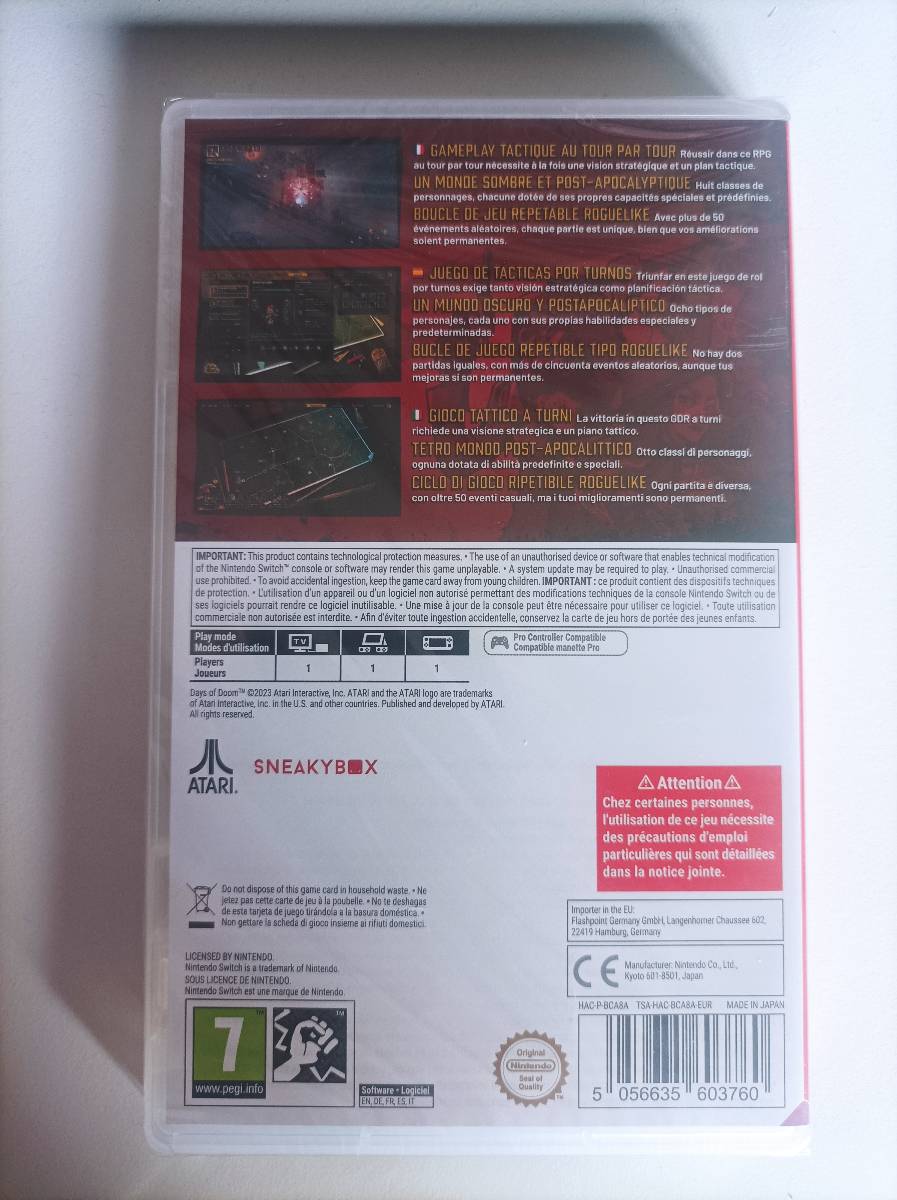 GAMEPLAY TACTIQUE AU TOUR PAR TOUR Réussir dans ce RPG
au tour par tour nécessite à la fois une vision stratégique et un plan tactique.
UN MONDE SOMBRE ET POST-APOCALYPTIQUE Huit classes de
personnages, chacune dotée de ses propres capacités spéciales et prédéfinies.
BOUCLE DE JEU REPETABLE ROGUELIKE Avec plus de 50
événements aléatoires, chaque partie est unique, bien que vos améliorations
soient permanentes.
JUEGO DE TÁCTICAS POR TURNOS Triunfar en este juego de rol
por turnos exige tanto visión estratégica como planificación táctica.
UN MUNDO OSCURO Y POSTAPOCALÍPTICO Ocho tipos de
personajes, cada uno con sus propias habilidades especiales y
predeterminadas.
BUCLE DE JUEGO REPETIBLE TIPO ROGUELIKE No hay dos
partidas iguales, con más de cincuenta eventos aleatorios, aunque tus
mejoras sí son permanentes.
GIOCO TATTICO A TURNI La vittoria in questo GDR a turni
richiede una visione strategica e un piano tattico.
TETRO MONDO POST-APOCALITTICO Otto classi di personaggi,
ognuna dotata di abilità predefinite e speciali.
CICLO DI GIOCO RIPETIBILE ROGUELIKE Ogni partita è diversa,
con oltre 50 eventi casuali, ma i tuoi miglioramenti sono permanenti.
IMPORTANT: This product contains technological protection measures. • The use of an unauthorised device or software that enables technical modification
of the Nintendo Switch™ console or software may render this game unplayable. • A system update may be required to play. • Unauthorised commercial
use prohibited. • To avoid accidental ingestion, keep the game card away from young children. IMPORTANT : ce produit contient des dispositifs techniques
de protection. • L'utilisation d'un appareil ou d'un logiciel non autorisé permettant des modifications techniques de la console Nintendo Switch ou de
ses logiciels pourrait rendre ce logiciel inutilisable. • Une mise à jour de la console peut être nécessaire pour utiliser ce logiciel. • Toute utilisation
commerciale non autorisée est interdite. • Afin d'éviter toute ingestion accidentelle, conservez la carte de jeu hors de portée des jeunes enfants.
Play mode
Modes d'utilisation
TV
Pro Controller Compatible
Compatible manette Pro
Players
Joueurs
1 1 1
Days of Doom™ ©2023 Atari Interactive, Inc. ATARI and the ATARI logo are trademarks
of Atari Interactive, Inc. in the U.S. and other countries. Published and developed by ATARI.
All rights reserved.
ATARI®
SNEAKYBOX
Attention
Chez certaines personnes,
l'utilisation de ce jeu nécessite
des précautions d'emploi
particulières qui sont détaillées
dans la notice jointe.
Do not dispose of this game card in household waste. • Ne
jetez pas cette carte de jeu à la poubelle. • No te deshagas
de esta tarjeta de juego tirándola a la basura doméstica. •
Non gettare la scheda di gioco insieme ai rifiuti domestici.
Importer in the EU:
Flashpoint Germany GmbH, Langenhorner Chaussee 602,
22419 Hamburg, Germany
LICENSED BY NINTENDO.
Nintendo Switch is a trademark of Nintendo.
SOUS LICENCE DE NINTENDO.
Nintendo Switch est une marque de Nintendo.
CE
Manufacturer: Nintendo Co., Ltd.,
Kyoto 601-8501, Japan
HAC-P-BCA8A TSA-HAC-BCA8A-EUR MADE IN JAPAN
7
www.pegi.info
Software • Logiciel
EN, DE, FR, ES, IT
Original
Nintendo
Seal of
Quality
5 056635 603760